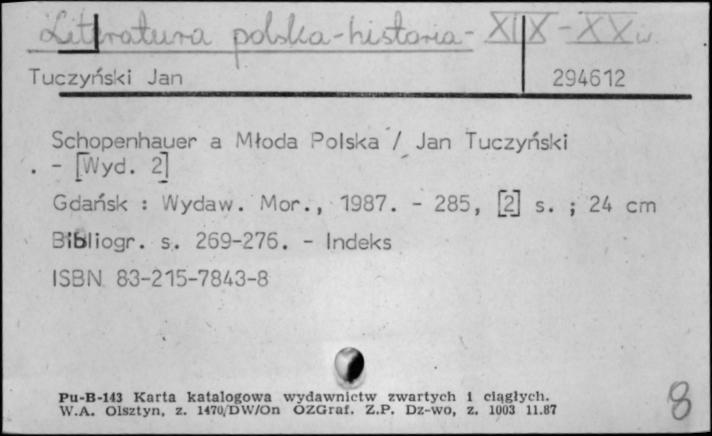 Literatura polska-historia- XIX-XX w
Tuczyński Jan 294612
Schopenhauer a Młoda Polska / Jan Tuczyński
. - [Wyd. 2]
Gdańsk : Wydaw. Mor., 1987. - 285, [2] s. ; 24 cm
Bibliogr. s. 269-276. - Indeks
ISBN 83-215-7843-8
Pu-B-143 Karta katalogowa wydawnictw zwartych i ciągłych.
W.A. Olsztyn, z. 1470/DW/On OZGraf. Z.P. Dz-wo, z. 1003 11.87
8